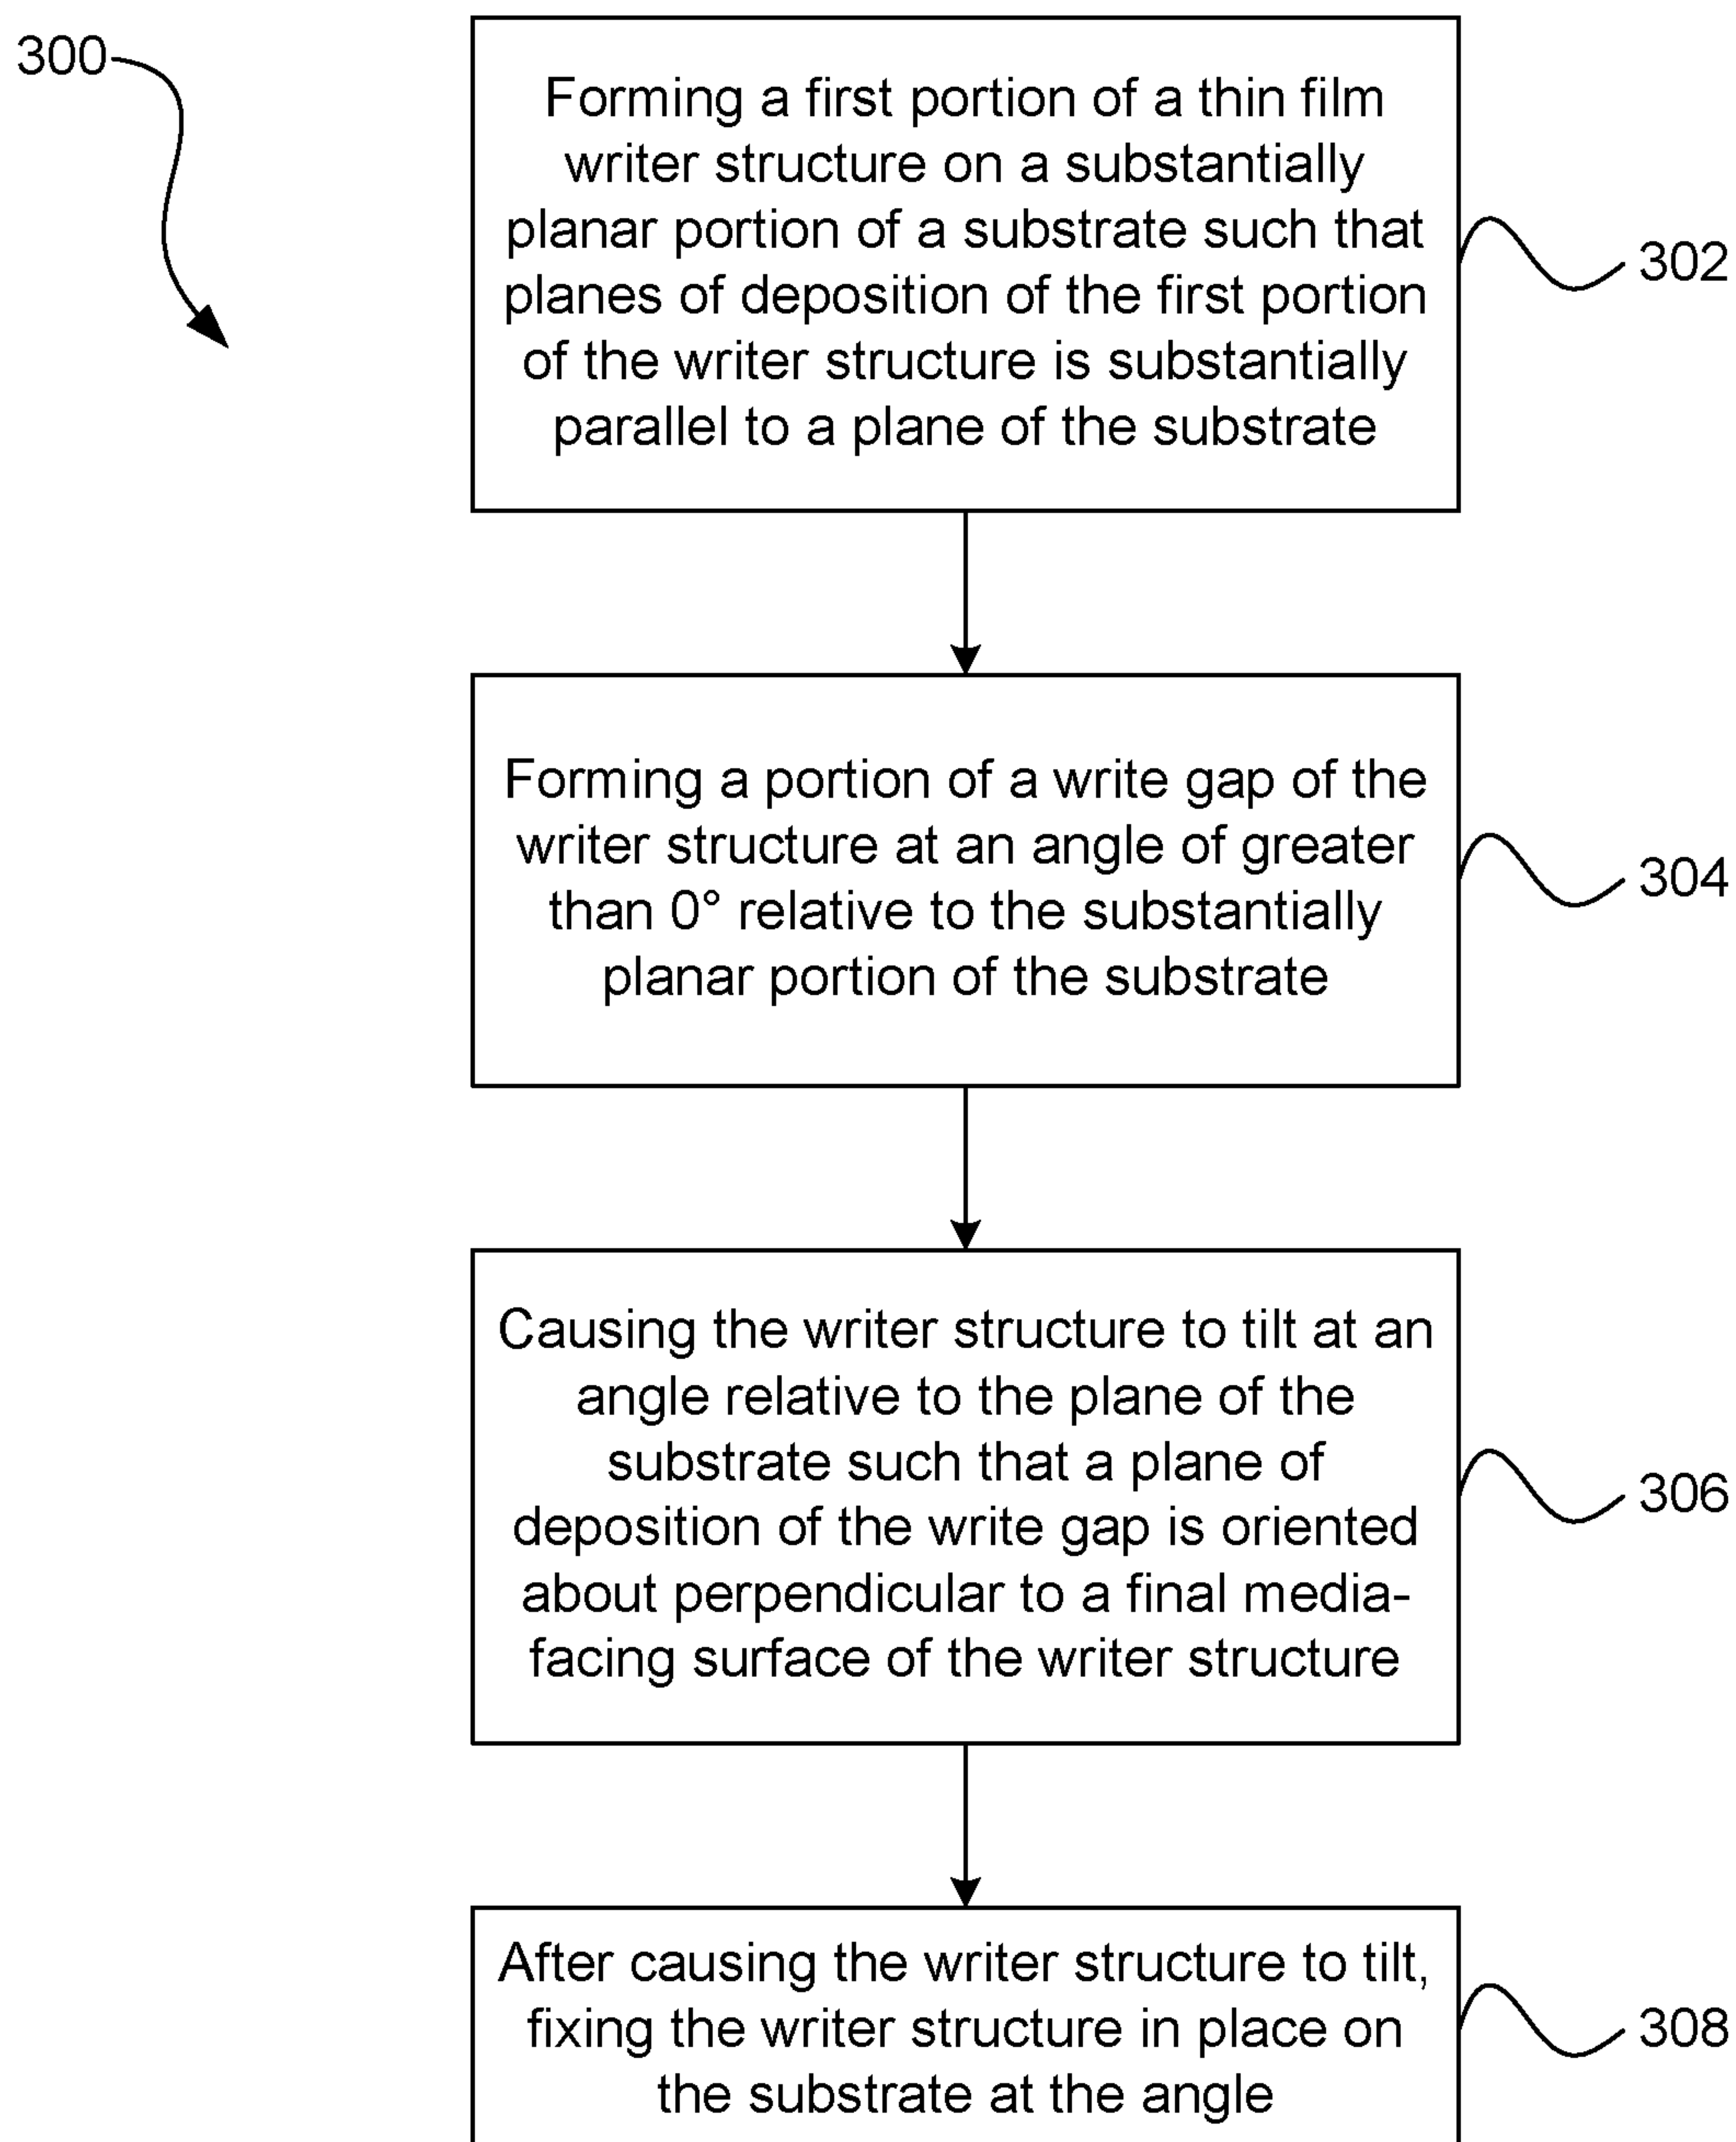 300
Forming a first portion of a thin film
writer structure on a substantially
planar portion of a substrate such that
planes of deposition of the first portion
of the writer structure is substantially
parallel to a plane of the substrate
302
Forming a portion of a write gap of the
writer structure at an angle of greater
than 0° relative to the substantially
planar portion of the substrate
304
Causing the writer structure to tilt at an
angle relative to the plane of the
substrate such that a plane of
deposition of the write gap is oriented
about perpendicular to a final media-
facing surface of the writer structure
306
After causing the writer structure to tilt,
fixing the writer structure in place on
the substrate at the angle
308